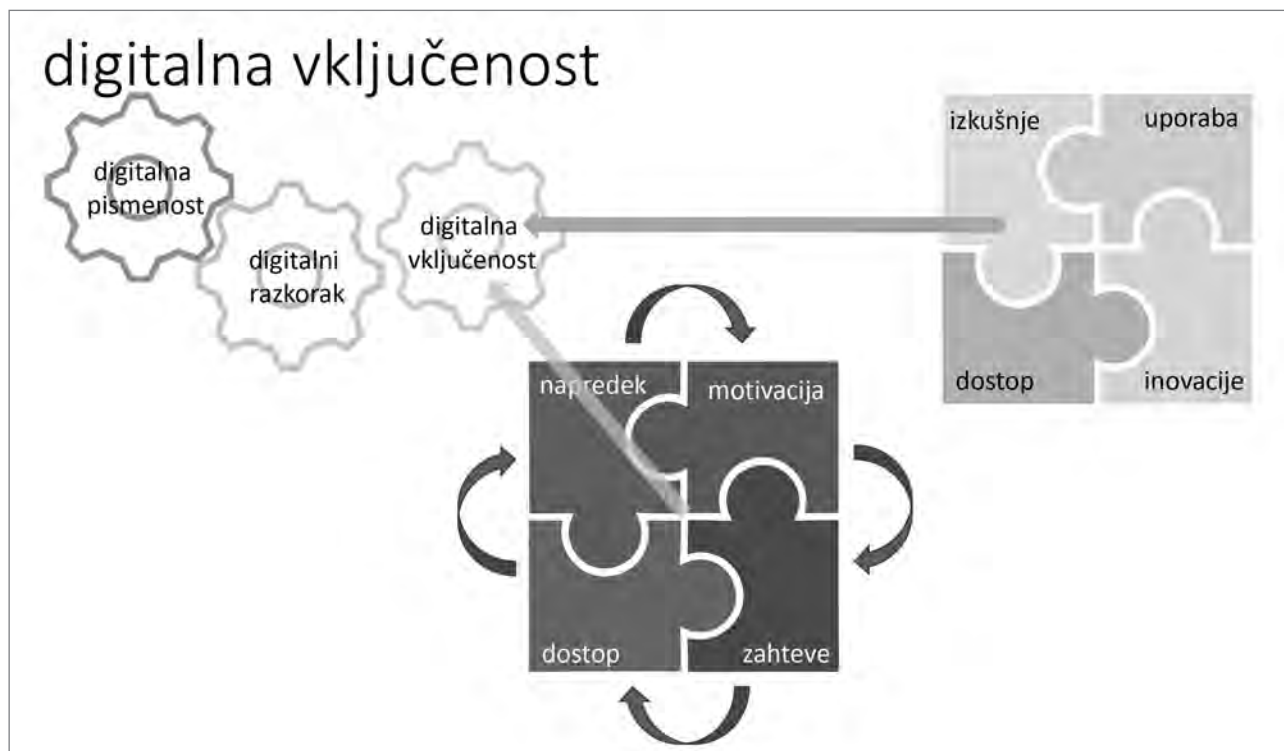 digitalna vključenost
digitalna
pismenost
digitalni
razkorak
digitalna
vključenost
izkušnje
uporaba
dostop
inovacije
napredek
motivacija
dostop
zahteve